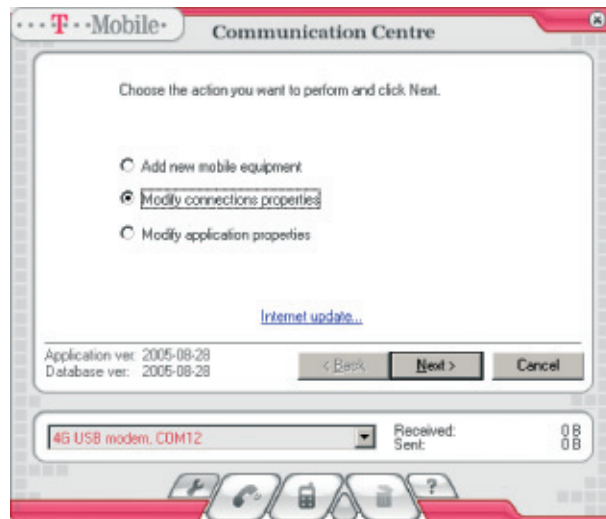 ··· T ··Mobile·
Communication Centre
Choose the action you want to perform and click Next.
Add new mobile equipment
Modify connections properties
Modify application properties
Internet update...
Application ver: 2005-08-28
Database ver: 2005-08-28
< Back
Next >
Cancel
4G USB modem, COM12
Received: 0 B
Sent: 0 B
?